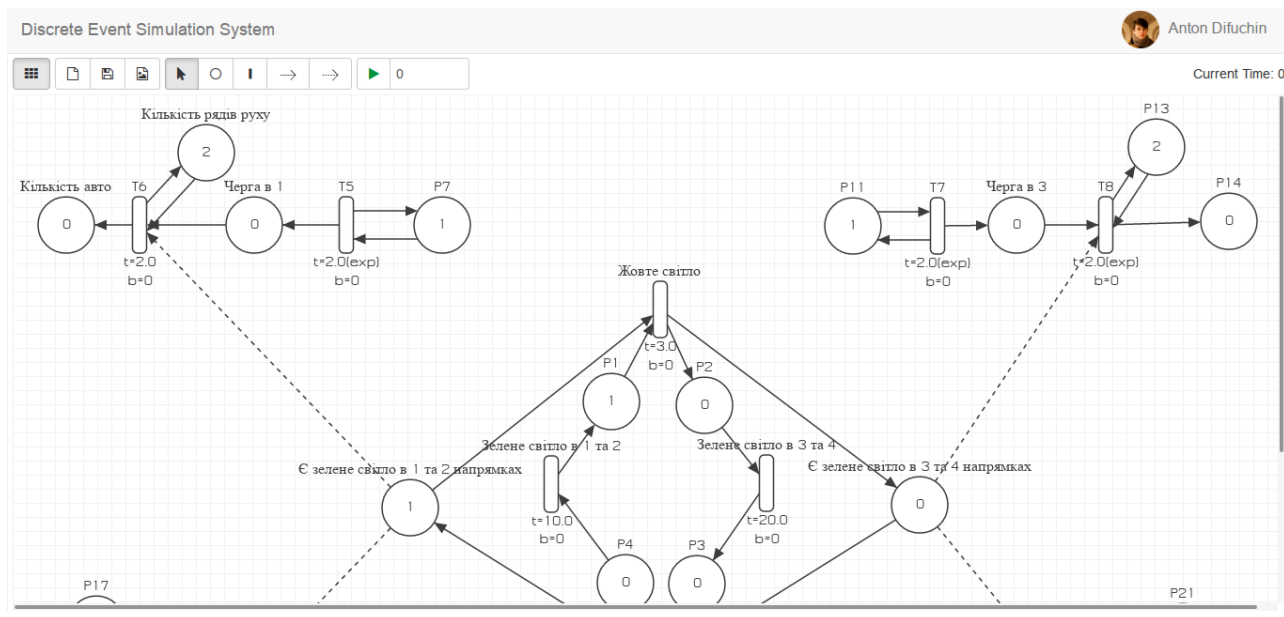 Discrete Event Simulation System
Anton Difuchin
0
Current Time: 0
Кількість рядів руху
P13
2
2
Кількість авто
T6
Черга в 1
T5
P7
P11
T7
Черга в 3
T8
P14
0
0
1
1
0
0
t=2.0
b=0
t=2.0(exp)
b=0
t=2.0(exp)
b=0
t=2.0(exp)
b=0
Жовте світло
t=3.0
b=0
P1
P2
1
0
Зелене світло в 1 та 2
Зелене світло в 3 та 4
Є зелене світло в 1 та 2 напрямках
Є зелене світло в 3 та 4 напрямках
1
0
t=10.0
b=0
t=20.0
b=0
P4
P3
0
0
P17
P21